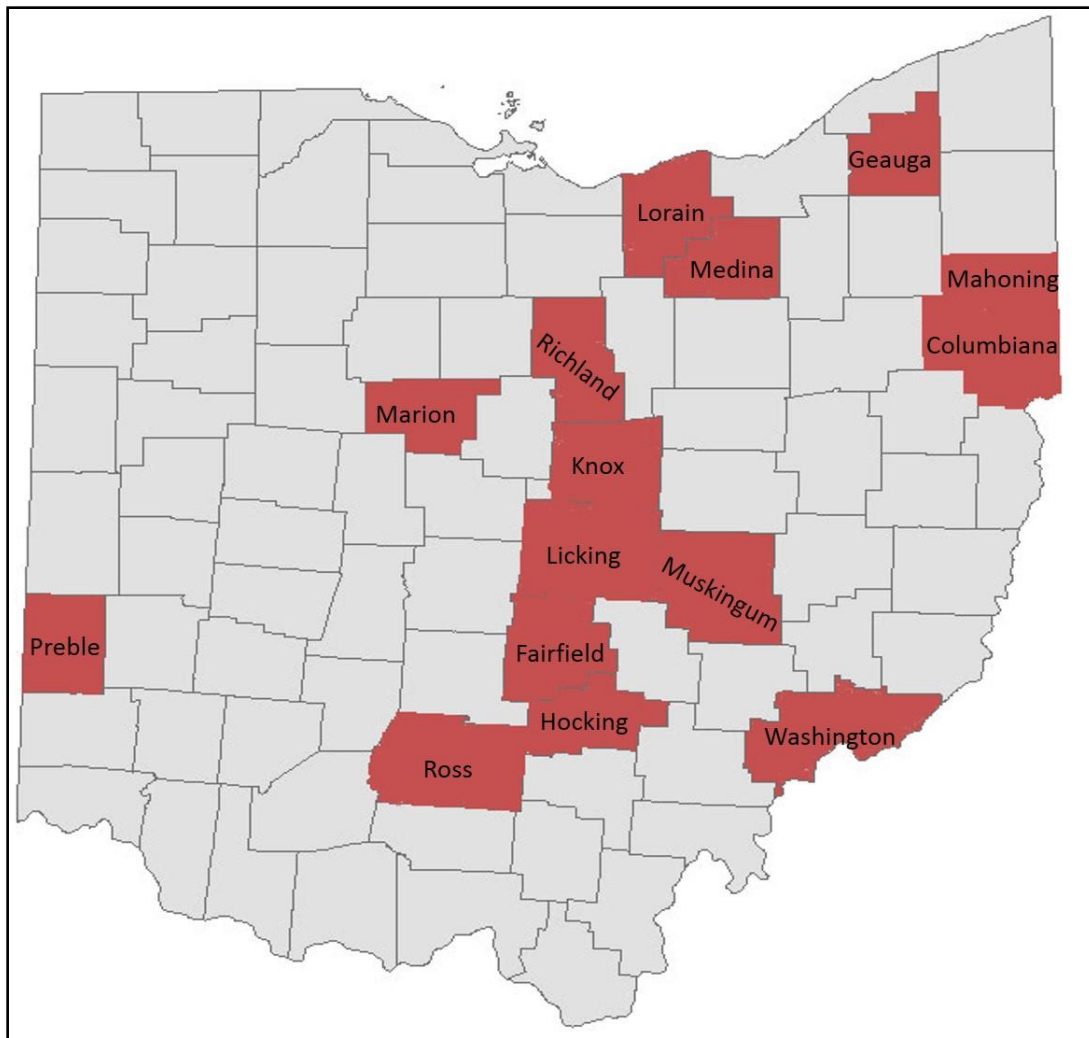 Geauga
Lorain
Medina
Mahoning
Columbiana
Richland
Marion
Knox
Licking
Muskingum
Preble
Fairfield
Hocking
Washington
Ross